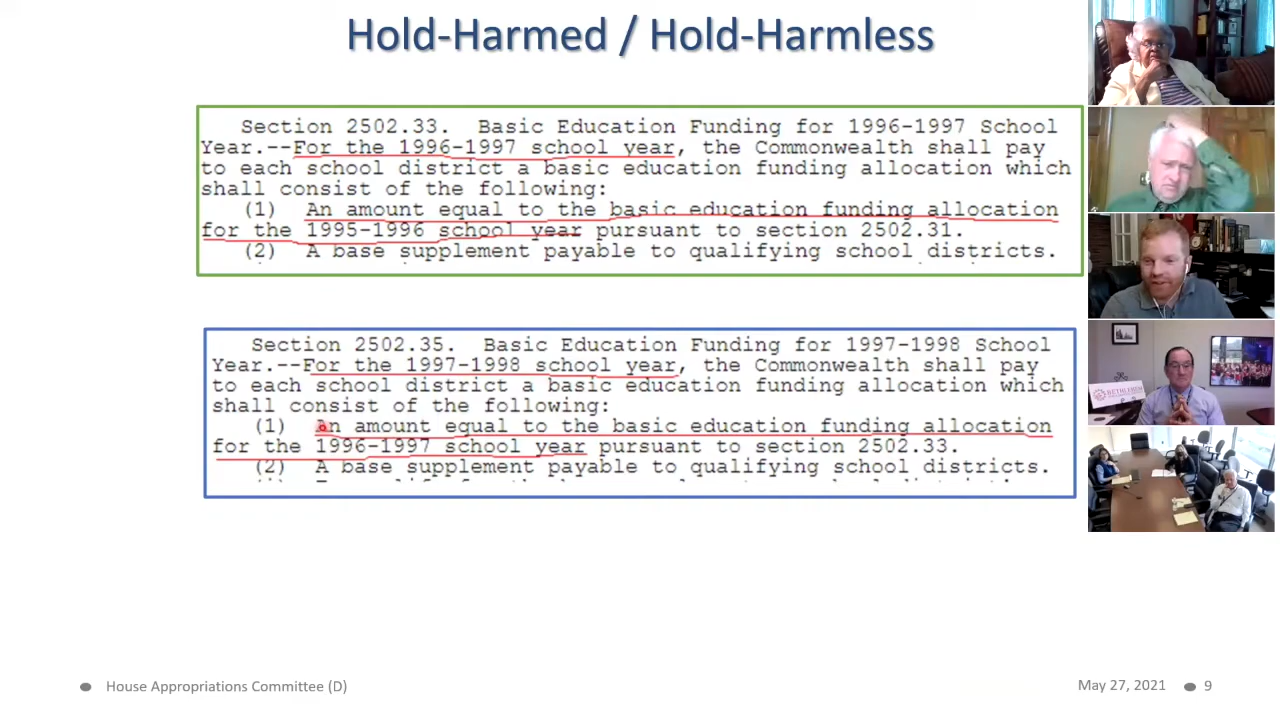 Hold-Harmed / Hold-Harmless
Section 2502.33. Basic Education Funding for 1996-1997 School
Year.--For the 1996-1997 school year, the Commonwealth shall pay
to each school district a basic education funding allocation which
shall consist of the following:
(1) An amount equal to the basic education funding allocation
for the 1995-1996 school year pursuant to section 2502.31.
(2) A base supplement payable to qualifying school districts.
Section 2502.35. Basic Education Funding for 1997-1998 School
Year.--For the 1997-1998 school year, the Commonwealth shall pay
to each school district a basic education funding allocation which
shall consist of the following:
(1) An amount equal to the basic education funding allocation
for the 1996-1997 school year pursuant to section 2502.33.
(2) A base supplement payable to qualifying school districts.
BETHLEHEM
House Appropriations Committee (D)
May 27, 2021
9